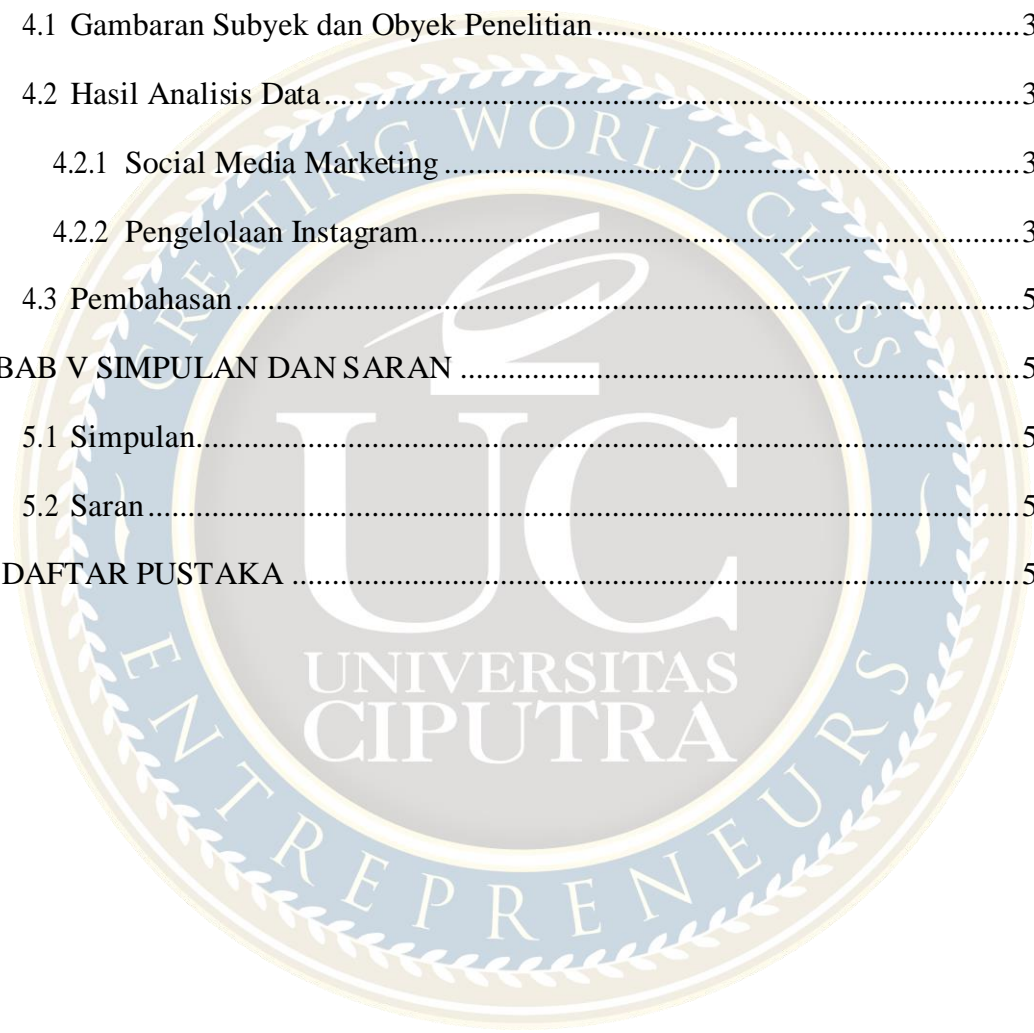 4.1 Gambaran Subyek dan Obyek Penelitian....................................................3
4.2 Hasil Analisis Data.....................................................................................3
4.2.1 Social Media Marketing.......................................................................3
4.2.2 Pengelolaan Instagram..........................................................................3
4.3 Pembahasan................................................................................................5
BAB V SIMPULAN DAN SARAN......................................................................5
5.1 Simpulan.....................................................................................................5
5.2 Saran...........................................................................................................5
DAFTAR PUSTAKA..........................................................................................5
CREATING WORLD CLASS
UC
UNIVERSITAS
CIPUTRA
ENTREPRENEURS